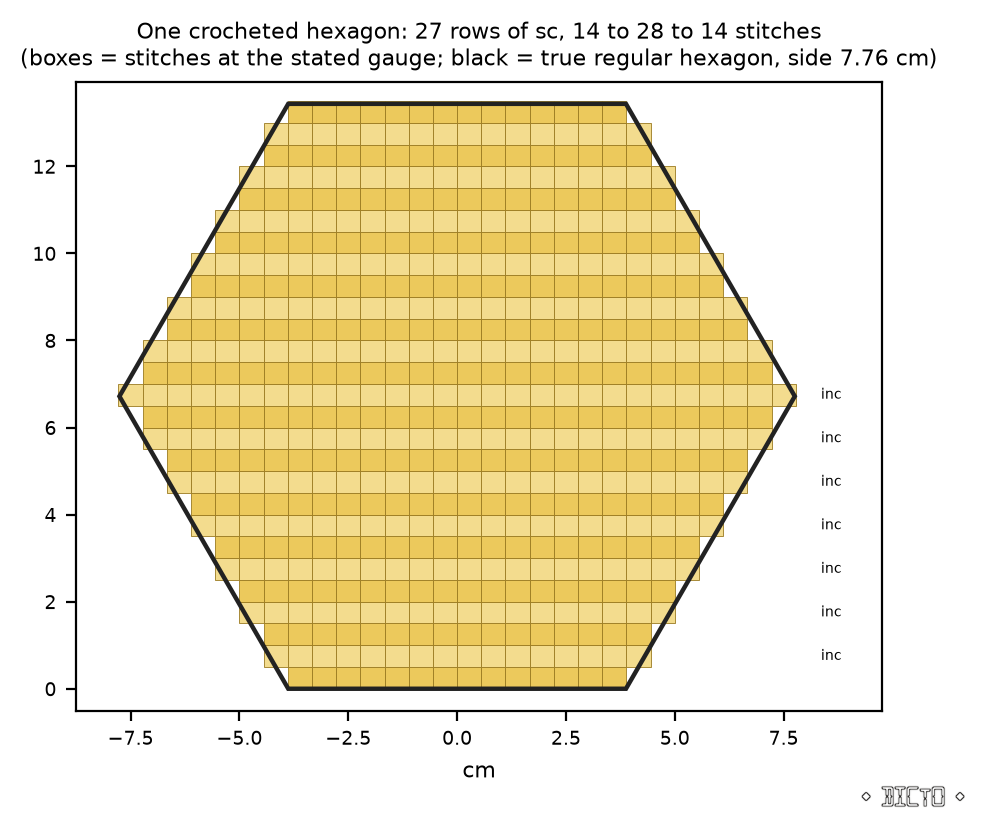 One crocheted hexagon: 27 rows of sc, 14 to 28 to 14 stitches
(boxes = stitches at the stated gauge; black = true regular hexagon, side 7.76 cm)
12
10
8
6
4
2
0
inc
inc
inc
inc
inc
inc
inc
−7.5 −5.0 −2.5 0.0 2.5 5.0 7.5
cm
DICTO